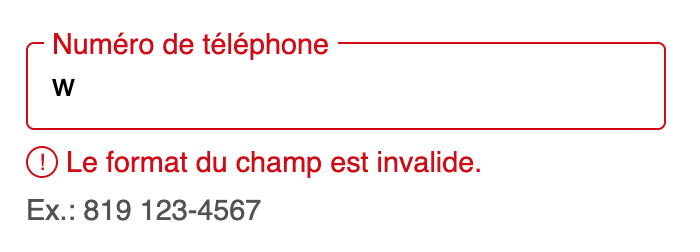 Numéro de téléphone
w
! Le format du champ est invalide.
Ex.: 819 123-4567